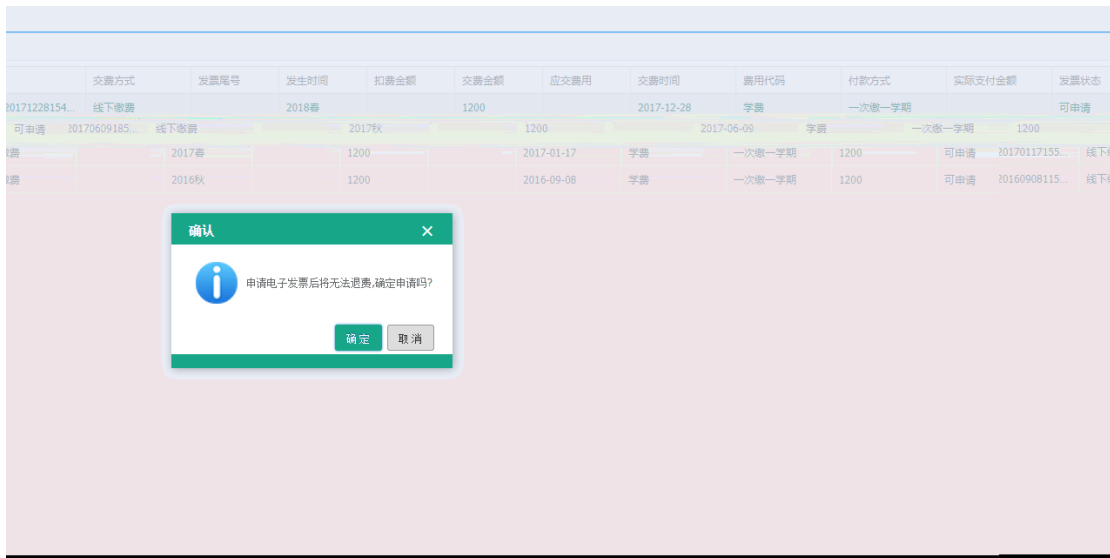 交费方式 发票尾号 发生时间 扣费金额 交费金额 应交费用 交费时间 费用代码 付款方式 实际支付金额 发票状态
20171228154... 线下缴费 2018春 1200 2017-12-28 学费 一次缴一学期 可申请
可申请 20170609185... 线下缴费 2017秋 1200 2017-06-09 学费 一次缴一学期 1200
缴费 2017春 1200 2017-01-17 学费 一次缴一学期 1200 可申请 20170117155... 线下
缴费 2016秋 1200 2016-09-08 学费 一次缴一学期 1200 可申请 20160908115... 线下
确认
申请电子发票后将无法退费,确定申请吗?
确定 取消